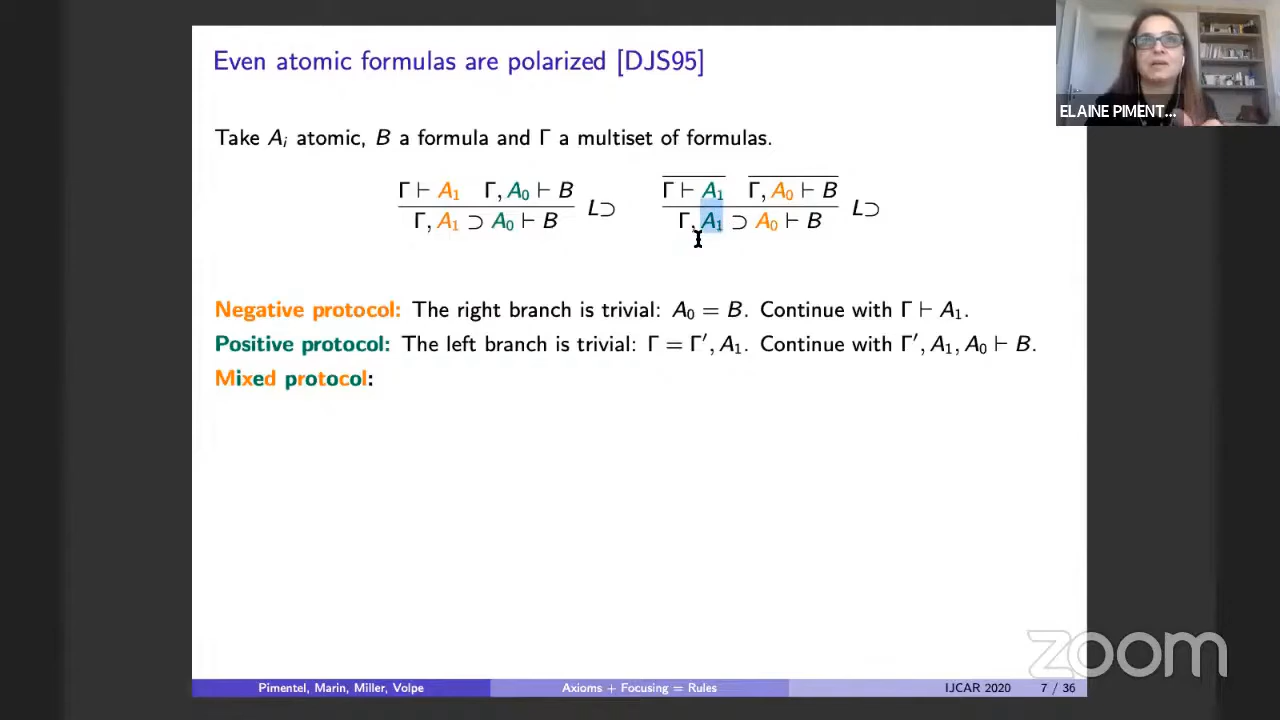 Even atomic formulas are polarized [DJS95]
Take Aᵢ atomic, B a formula and Γ a multiset of formulas.
Γ ⊢ A₁ Γ, A₀ ⊢ B
Γ, A₁ ⊃ A₀ ⊢ B L⊃
Γ ⊢ A₁ Γ, A₀ ⊢ B
Γ, A₁ ⊃ A₀ ⊢ B L⊃
Negative protocol: The right branch is trivial: A₀ = B. Continue with Γ ⊢ A₁.
Positive protocol: The left branch is trivial: Γ = Γ′, A₁. Continue with Γ′, A₁, A₀ ⊢ B.
Mixed protocol:
Pimentel, Marin, Miller, Volpe
Axioms + Focusing = Rules
IJCAR 2020 7 / 36
ELAINE PIMENT...
zoom